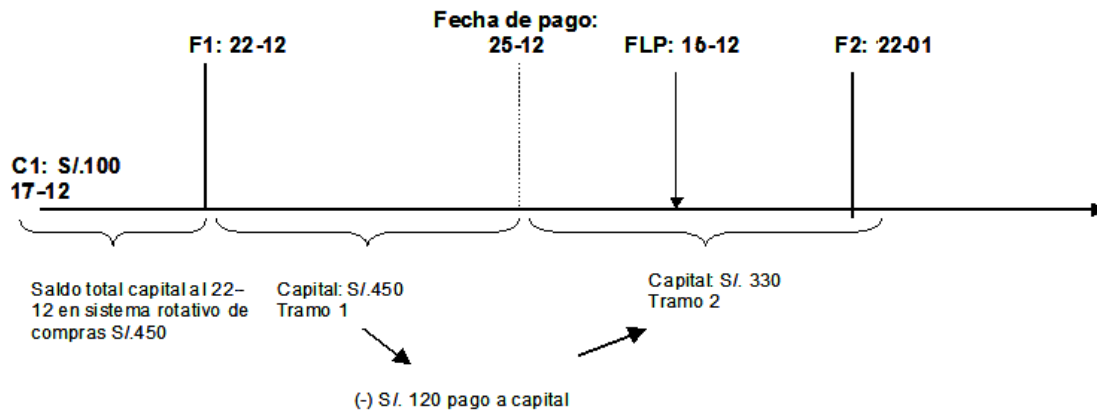 Fecha de pago:
F1: 22-12
25-12
FLP: 16-12
F2: 22-01
C1: S/.100
17-12
Saldo total capital al 22–
12 en sistema rotativo de
compras S/.450
Capital: S/.450
Tramo 1
Capital: S/. 330
Tramo 2
(-) S/. 120 pago a capital